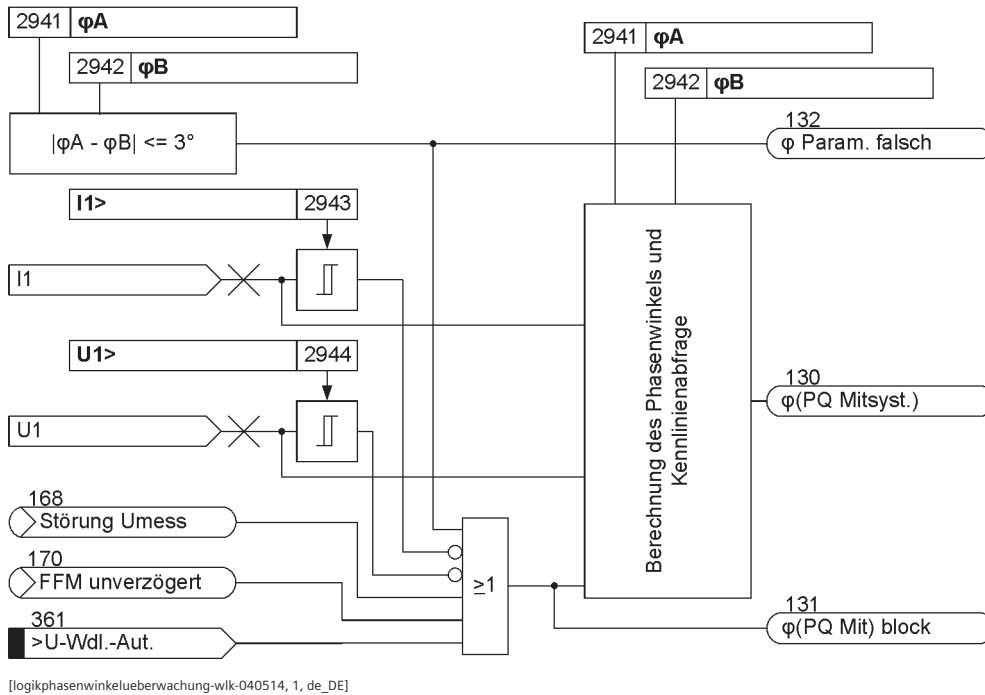 2941 φA
2942 φB
2941 φA
2942 φB
|φA - φB| <= 3°
132
φ Param. falsch
I1> 2943
I1
U1> 2944
U1
Berechnung des Phasenwinkels und
Kennlinienabfrage
130
φ(PQ Mitsyst.)
168
Störung Umess
170
FFM unverzögert
361
>U-Wdl.-Aut.
≥1
131
φ(PQ Mit) block
[logikphasenwinkelueberwachung-wlk-040514, 1, de_DE]